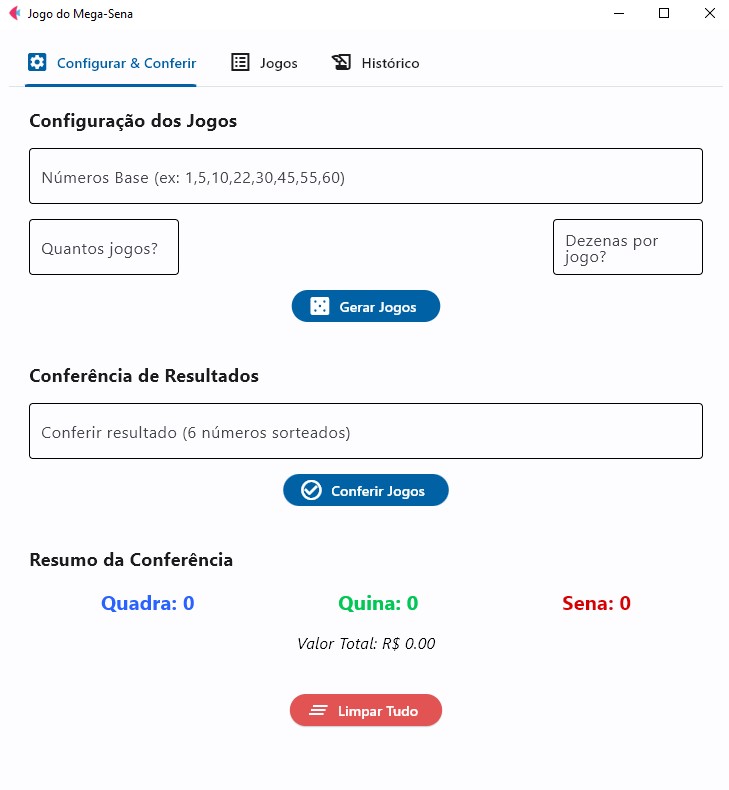 Jogo do Mega-Sena
Configurar & Conferir Jogos Histórico
Configuração dos Jogos
Números Base (ex: 1,5,10,22,30,45,55,60)
Quantos jogos?
Dezenas por
jogo?
Gerar Jogos
Conferência de Resultados
Conferir resultado (6 números sorteados)
Conferir Jogos
Resumo da Conferência
Quadra: 0 Quina: 0 Sena: 0
Valor Total: R$ 0.00
Limpar Tudo